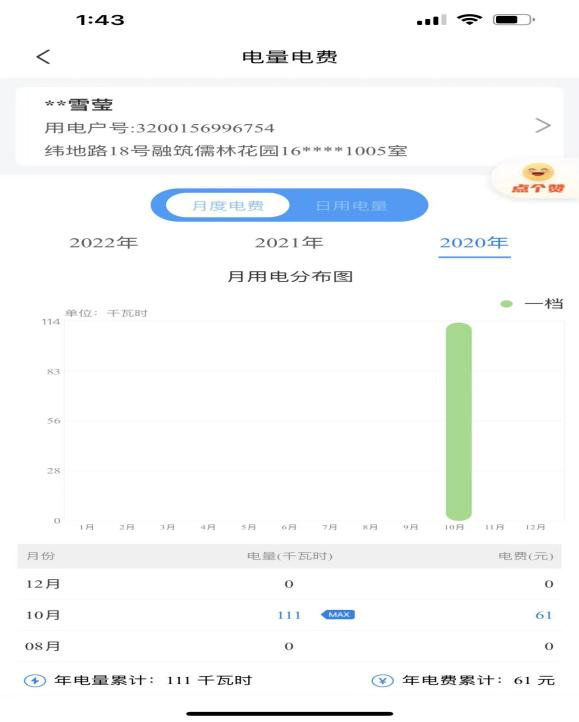 1:43
电量电费
**雪莹
用电户号:3200156996754
纬地路18号融筑儒林花园16****1005室
点个赞
月度电费 日用电量
2022年 2021年 2020年
月用电分布图
一档
单位: 千瓦时
114
83
56
28
0
1月 2月 3月 4月 5月 6月 7月 8月 9月 10月 11月 12月
月份 电量(千瓦时) 电费(元)
12月 0 0
10月 111 MAX 61
08月 0 0
年电量累计: 111 千瓦时 年电费累计: 61 元